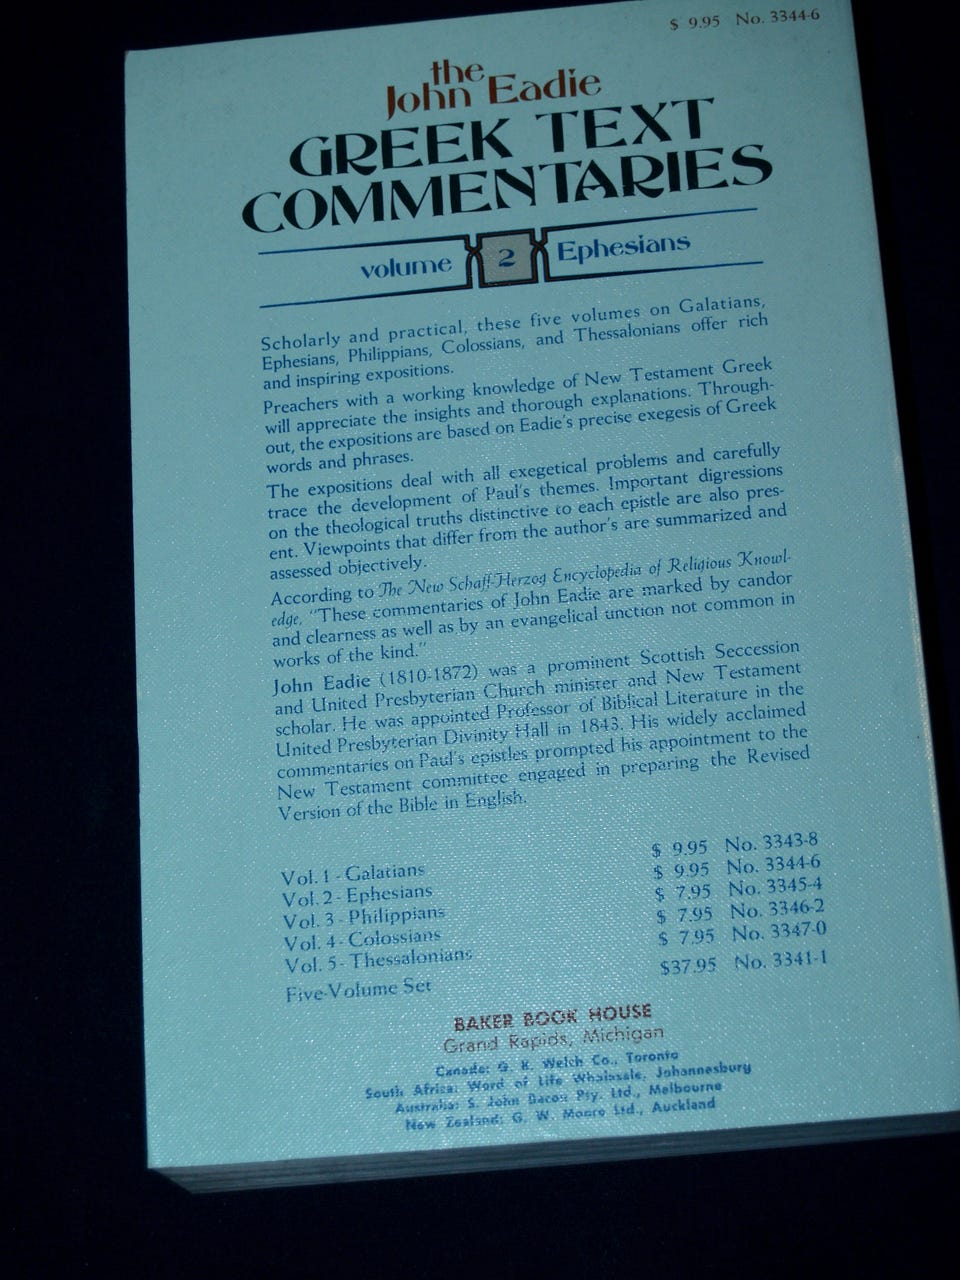 $ 9.95 No. 3344-6
the
John Eadie
GREEK TEXT
COMMENTARIES
volume 2 Ephesians
Scholarly and practical, these five volumes on Galatians,
Ephesians, Philippians, Colossians, and Thessalonians offer rich
and inspiring expositions.
Preachers with a working knowledge of New Testament Greek
will appreciate the insights and thorough explanations. Through-
out, the expositions are based on Eadie's precise exegesis of Greek
words and phrases.
The expositions deal with all exegetical problems and carefully
trace the development of Paul's themes. Important digressions
on the theological truths distinctive to each epistle are also pres-
ent. Viewpoints that differ from the author's are summarized and
assessed objectively.
According to The New Schaff-Herzog Encyclopedia of Religious Knowl-
edge, "These commentaries of John Eadie are marked by candor
and clearness as well as by an evangelical unction not common in
works of the kind."
John Eadie (1810-1872) was a prominent Scottish Seccession
and United Presbyterian Church minister and New Testament
scholar. He was appointed Professor of Biblical Literature in the
United Presbyterian Divinity Hall in 1843. His widely acclaimed
commentaries on Paul's epistles prompted his appointment to the
New Testament committee engaged in preparing the Revised
Version of the Bible in English.
Vol. 1 - Galatians $ 9.95 No. 3343-8
Vol. 2 - Ephesians $ 9.95 No. 3344-6
Vol. 3 - Philippians $ 7.95 No. 3345-4
Vol. 4 - Colossians $ 7.95 No. 3346-2
Vol. 5 - Thessalonians $ 7.95 No. 3347-0
Five-Volume Set $37.95 No. 3341-1
BAKER BOOK HOUSE
Grand Rapids, Michigan
Canada: G. R. Welch Co., Toronto
South Africa: Word of Life Wholesale, Johannesburg
Australia: S. John Bacon Pty. Ltd., Melbourne
New Zealand: G. W. Moore Ltd., Auckland